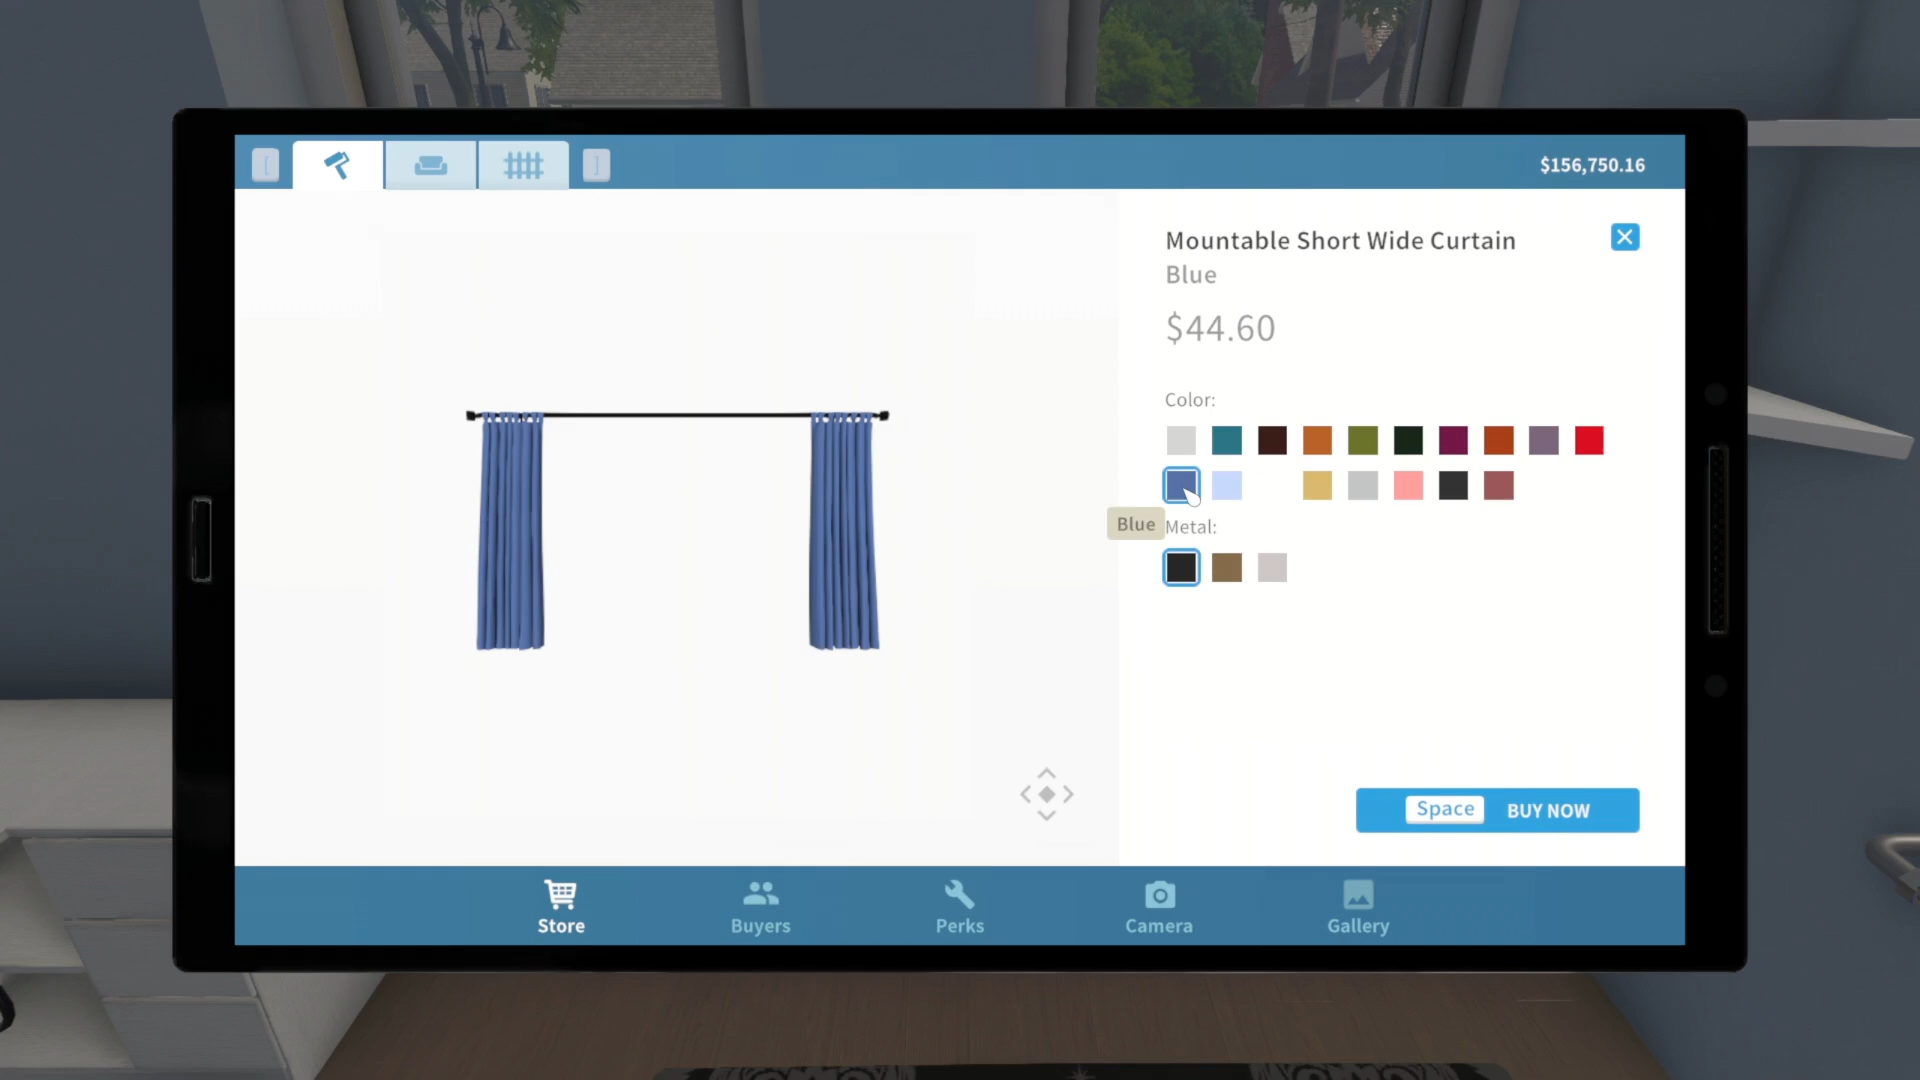 [
]
$156,750.16
Mountable Short Wide Curtain
Blue
$44.60
Color:
Blue
Metal:
Space BUY NOW
Store
Buyers
Perks
Camera
Gallery